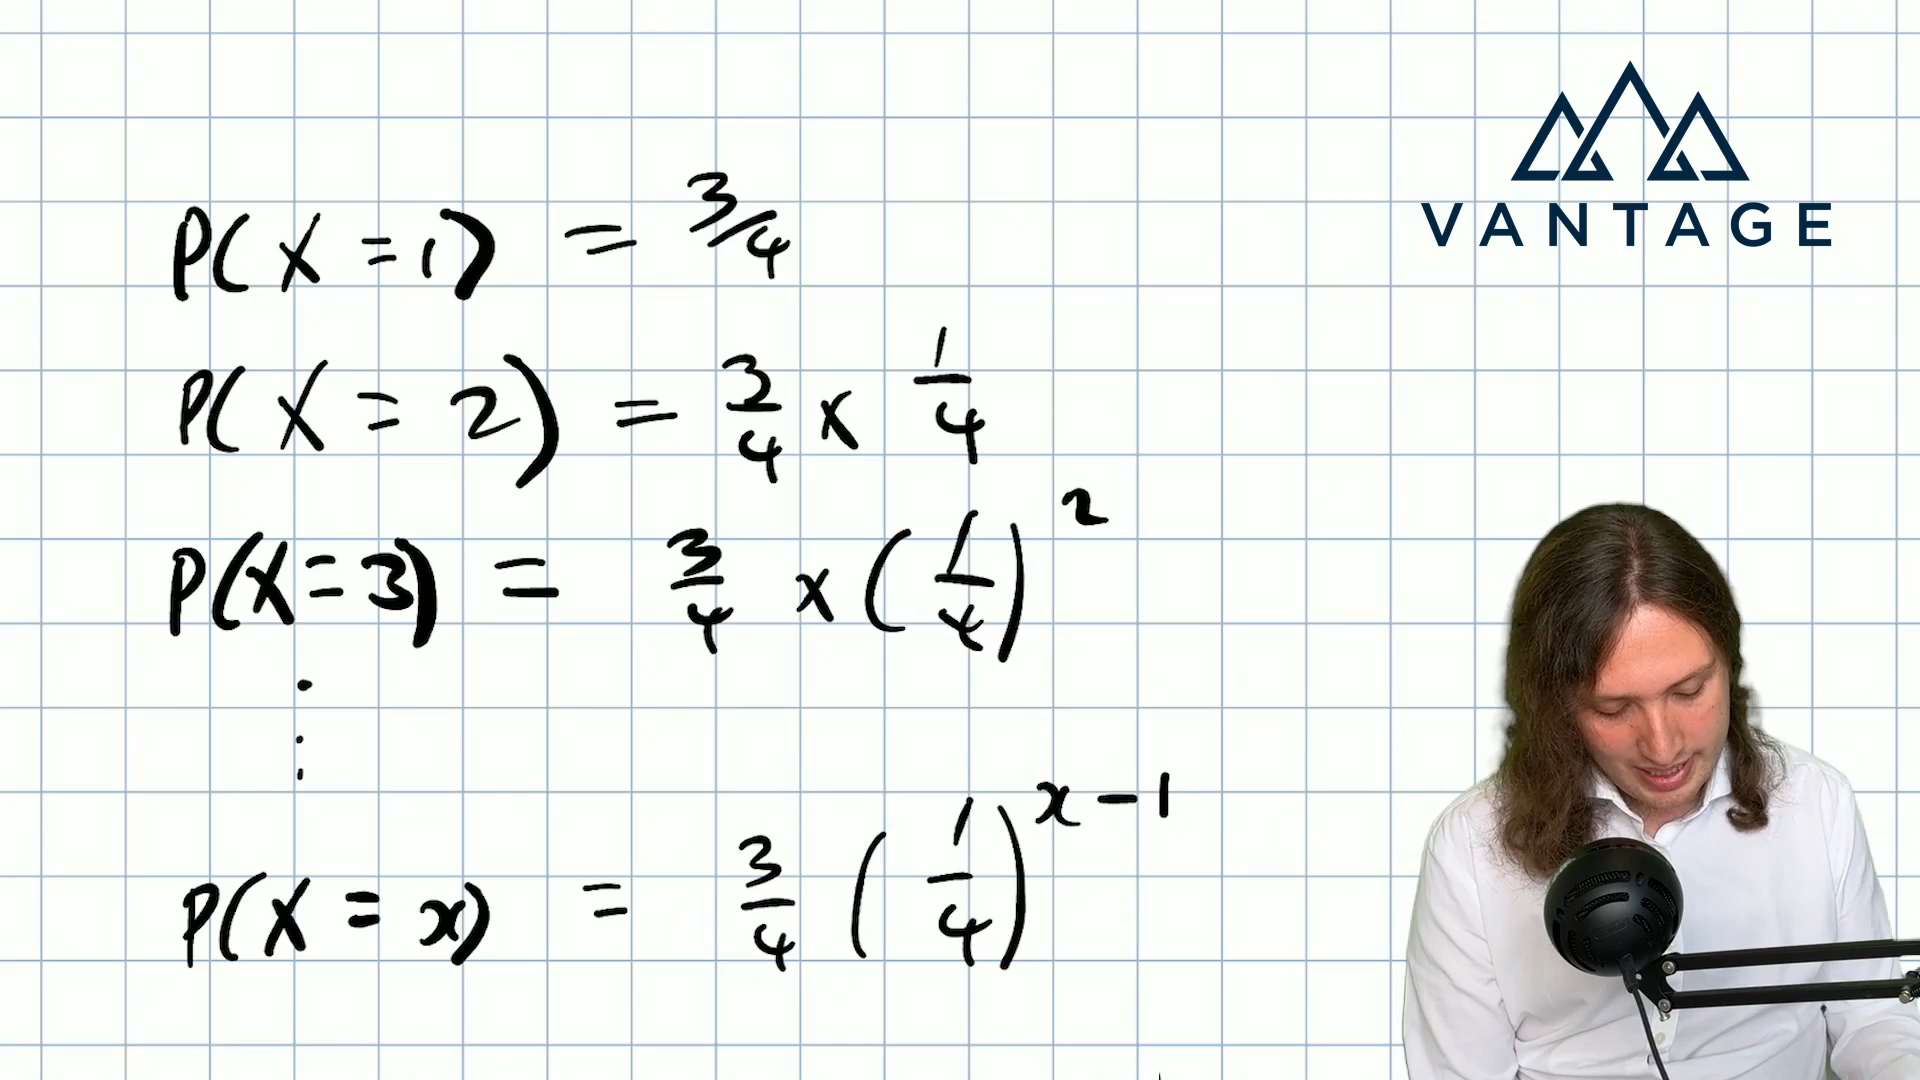 P(X = 1) = 3/4
P(X = 2) = 3/4 x 1/4
P(X = 3) = 3/4 x (1/4)^2
⋮
P(X = x) = 3/4 (1/4)^x-1
VANTAGE